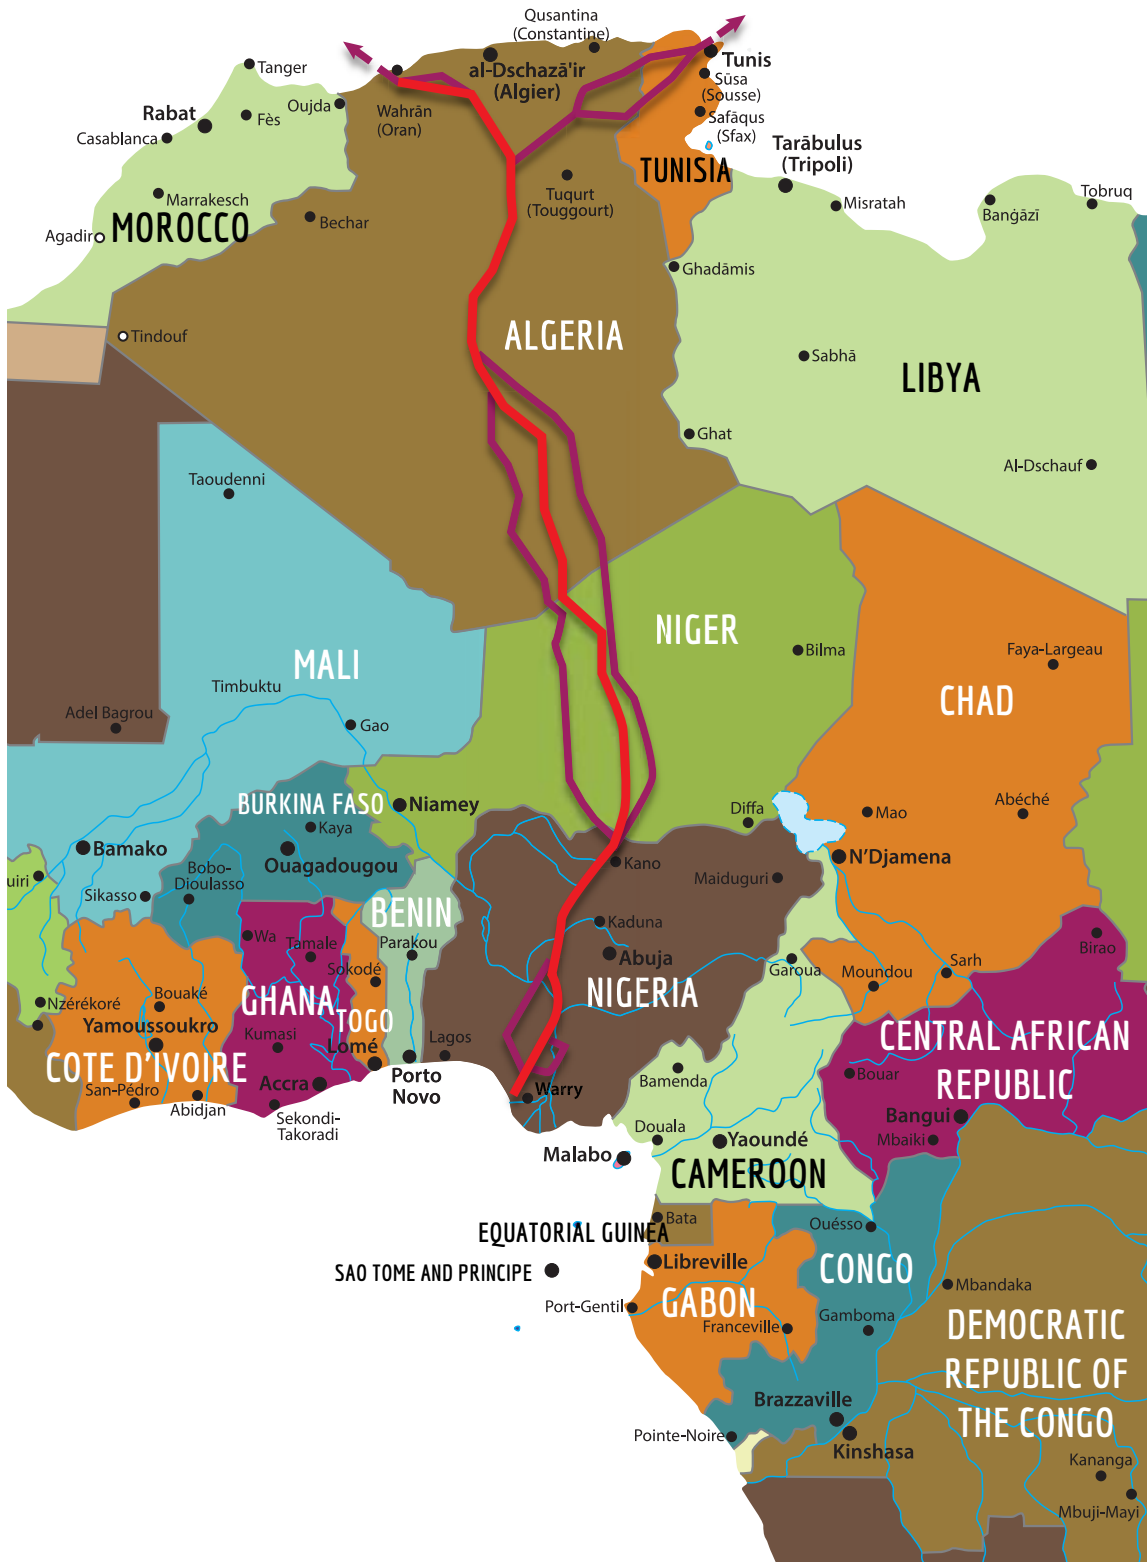 Qusantina
(Constantine)
Tunis
al-Dschazā'ir
(Algier)
Tanger
Sūsa
(Sousse)
Oujda
Wahrān
(Oran)
Rabat
Fès
Casablanca
Safāqus
(Sfax)
Tarābulus
(Tripoli)
TUNISIA
Tuqurt
(Touggourt)
Marrakesch
Misratah
Banġāzī
Tobruq
Bechar
Agadir
MOROCCO
Ghadāmis
Tindouf
ALGERIA
Sabhā
LIBYA
Ghat
Al-Dschauf
Taoudenni
NIGER
Bilma
Faya-Largeau
MALI
Timbuktu
CHAD
Adel Bagrou
Gao
BURKINA FASO
Niamey
Diffa
Mao
Abéché
Kaya
Bamako
Ouagadougou
N'Djamena
Kano
Bobo-
Dioulasso
Maiduguri
uiri
Sikasso
BENIN
Kaduna
Wa
Tamale
Parakou
Abuja
Birao
Sokodé
Garoua
Moundou
Sarh
Nzérékoré
Bouaké
GHANA
NIGERIA
Yamoussoukro
TOGO
CENTRAL AFRICAN
REPUBLIC
Kumasi
Lomé
Lagos
COTE D'IVOIRE
Accra
Porto
Novo
Warry
Bamenda
Bouar
San-Pédro
Abidjan
Sekondi-
Takoradi
Bangui
Douala
Yaoundé
Mbaiki
Malabo
CAMEROON
Bata
Ouésso
EQUATORIAL GUINEA
Libreville
CONGO
SAO TOME AND PRINCIPE
Mbandaka
Port-Gentil
GABON
Gamboma
Franceville
DEMOCRATIC
REPUBLIC OF
THE CONGO
Brazzaville
Pointe-Noire
Kinshasa
Kananga
Mbuji-Mayi